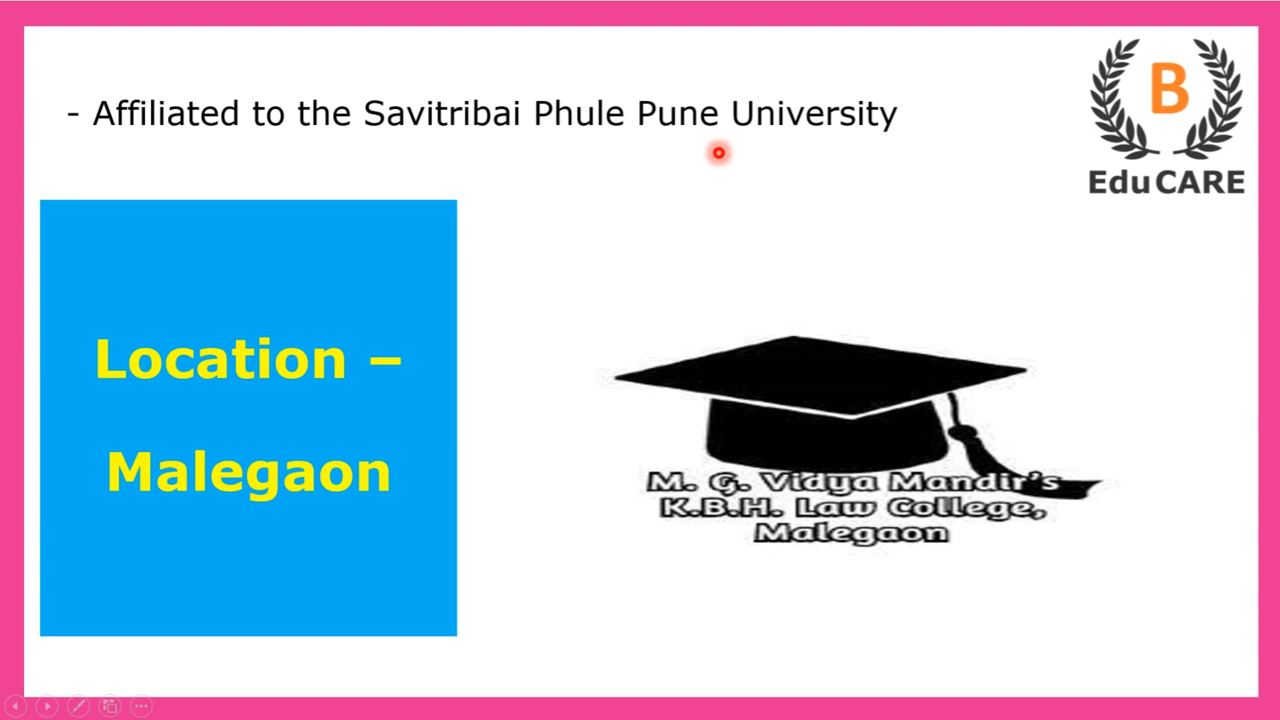 - Affiliated to the Savitribai Phule Pune University
B
EduCARE
Location –
Malegaon
M. G. Vidya Mandir's
K.B.H. Law College,
Malegaon